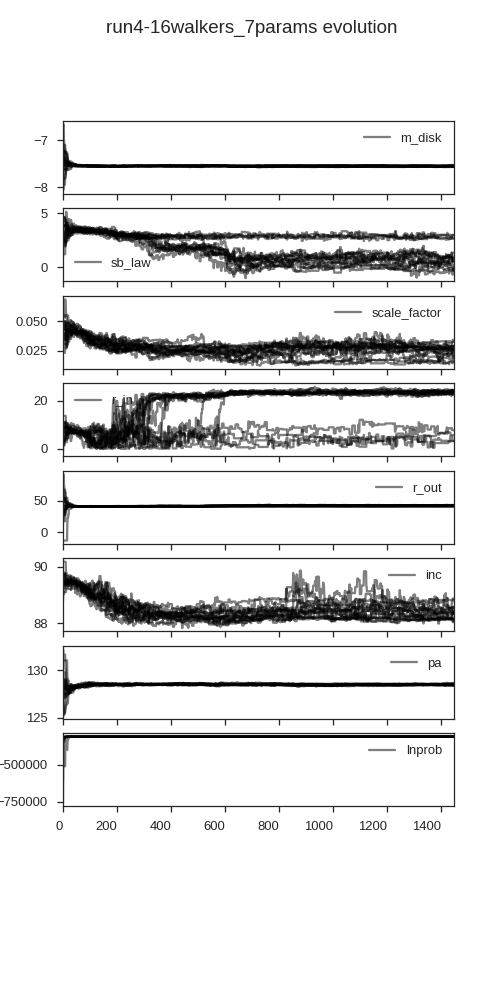 run4-16walkers_7params evolution
m_disk
−7
−8
5
0
sb_law
scale_factor
0.050
0.025
r_in
20
0
r_out
50
0
90
inc
88
pa
130
125
lnprob
−500000
−750000
0 200 400 600 800 1000 1200 1400